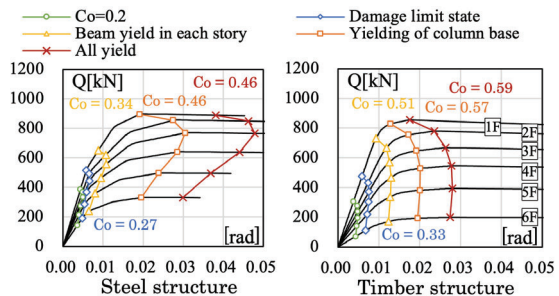 Co=0.2
Damage limit state
Beam yield in each story
Yielding of column base
All yield
1200
Q[kN]
Co = 0.46
1000
Co = 0.34
Co = 0.46
800
600
400
200
Co = 0.27
[rad]
0
0.00 0.01 0.02 0.03 0.04 0.05
Steel structure
1200
Q[kN]
Co = 0.59
1000
Co = 0.51
Co = 0.57
800
1F
2F
600
3F
4F
400
5F
200
6F
Co = 0.33
[rad]
0
0.00 0.01 0.02 0.03 0.04 0.05
Timber structure